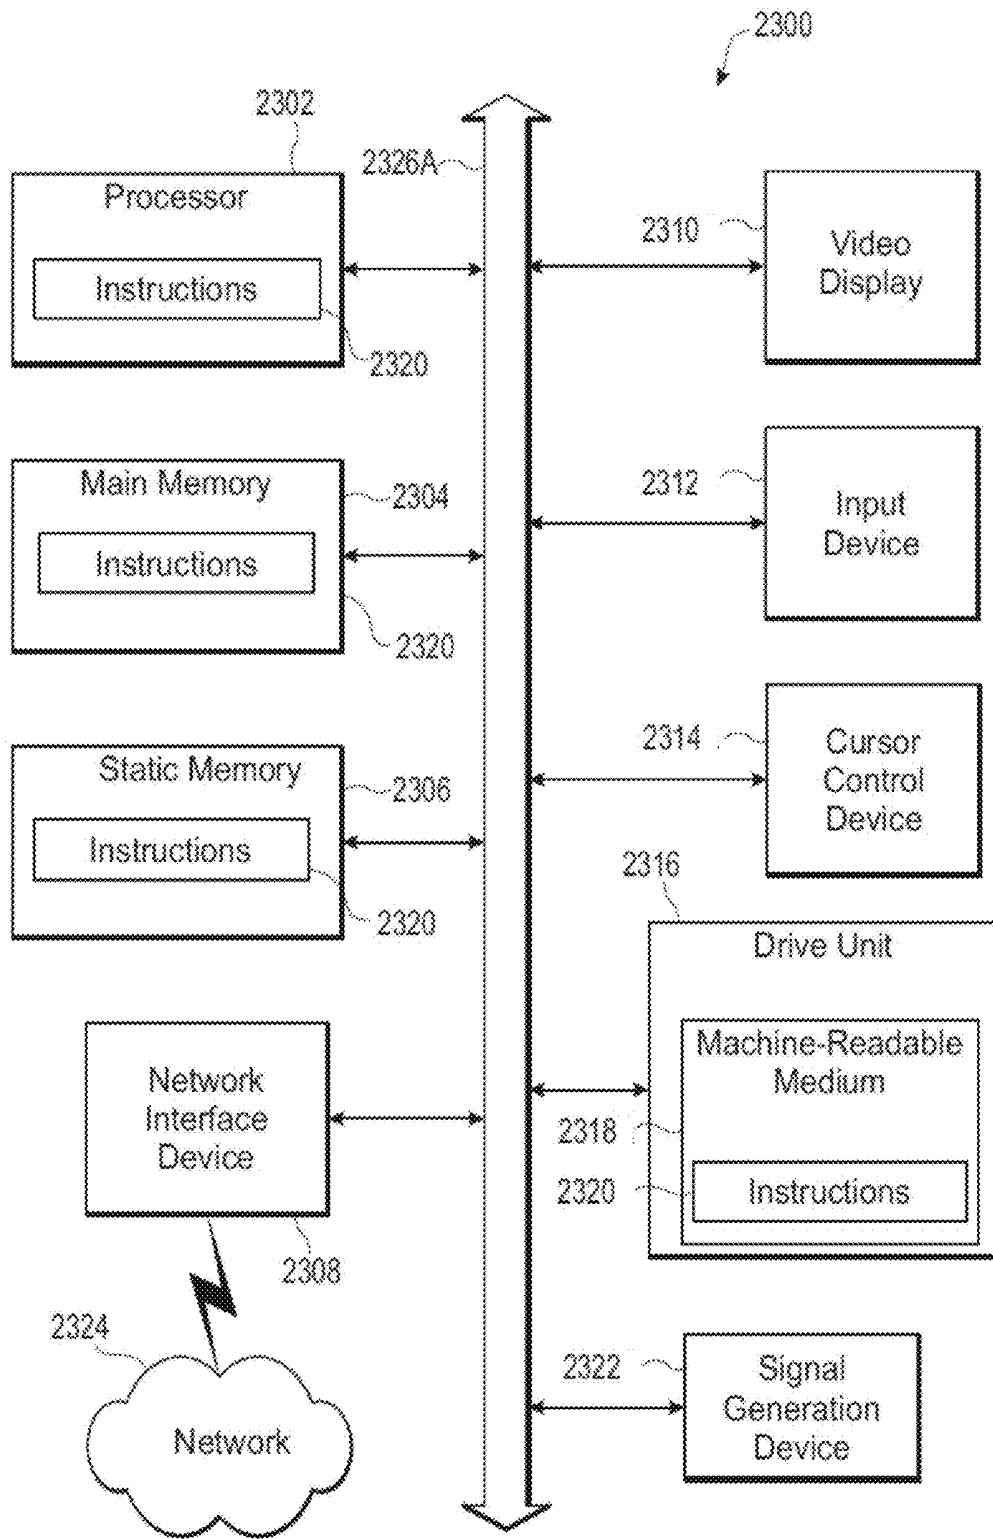 2300
2302
2326A
Processor
Instructions
2320
2310
Video
Display
Main Memory
2304
Instructions
2320
2312
Input
Device
Static Memory
2306
Instructions
2320
2314
Cursor
Control
Device
2316
Drive Unit
Machine-Readable
Medium
2318
2320
Instructions
Network
Interface
Device
2308
2324
Network
2322
Signal
Generation
Device